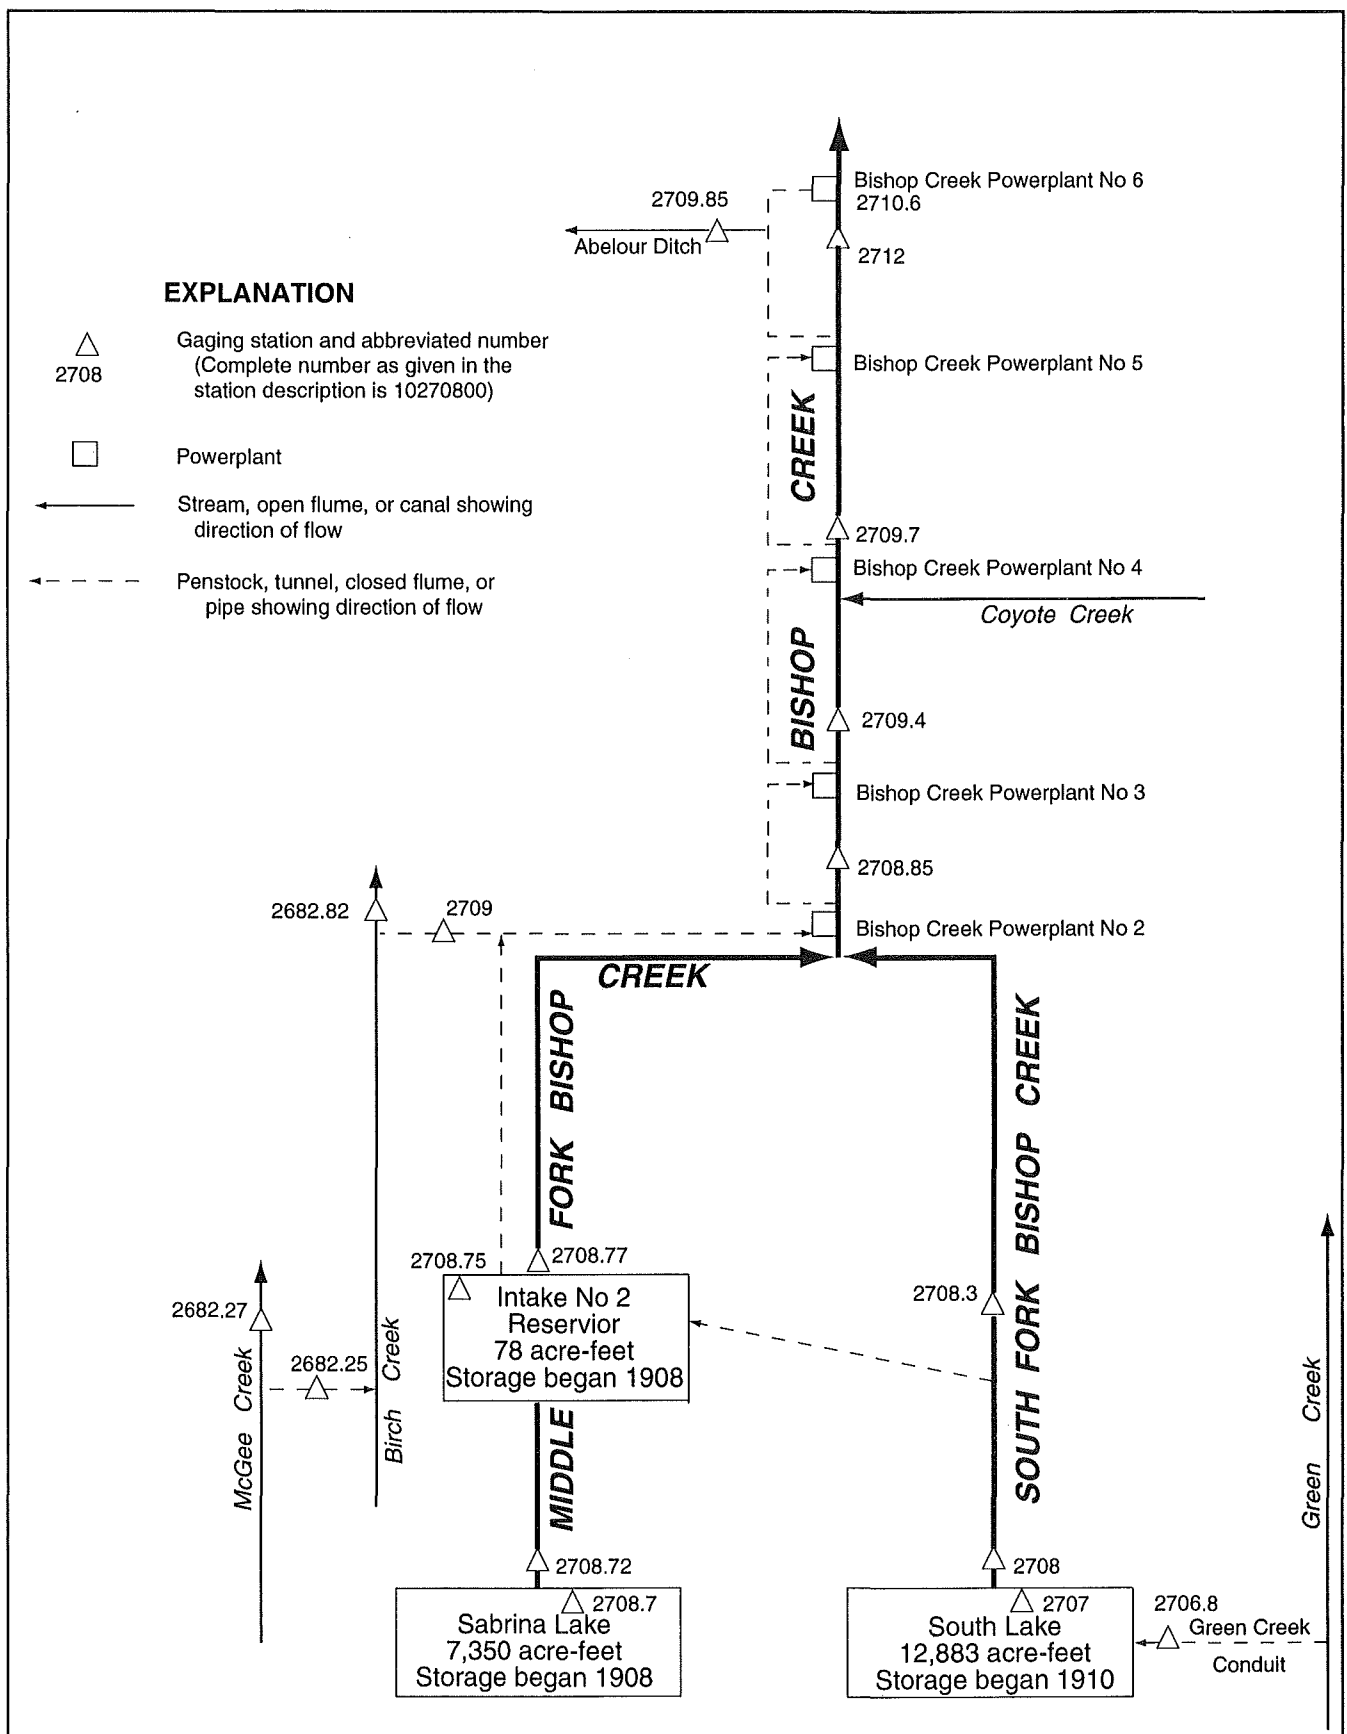 Bishop Creek Powerplant No 6
2710.6
2709.85
Abelour Ditch
2712
EXPLANATION
2708
Gaging station and abbreviated number
(Complete number as given in the
station description is 10270800)
Powerplant
Stream, open flume, or canal showing
direction of flow
Penstock, tunnel, closed flume, or
pipe showing direction of flow
Bishop Creek Powerplant No 5
BISHOP CREEK
2709.7
Bishop Creek Powerplant No 4
Coyote Creek
2709.4
Bishop Creek Powerplant No 3
2708.85
2682.82
2709
Bishop Creek Powerplant No 2
MIDDLE FORK BISHOP
CREEK
SOUTH FORK BISHOP CREEK
2708.75
2708.77
Intake No 2
Reservior
78 acre-feet
Storage began 1908
2708.3
2682.27
2682.25
McGee Creek
Birch Creek
Green Creek
2708.72
2708.7
Sabrina Lake
7,350 acre-feet
Storage began 1908
2708
2707
South Lake
12,883 acre-feet
Storage began 1910
2706.8
Green Creek
Conduit